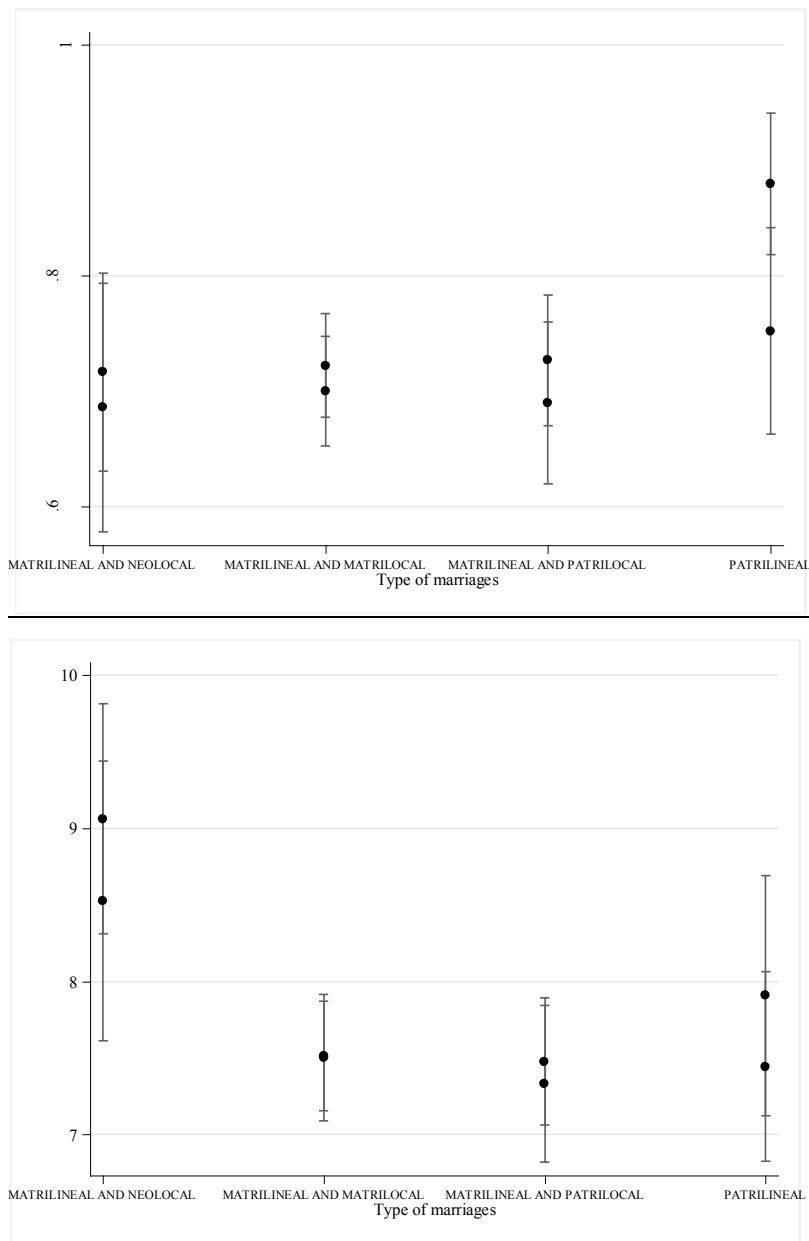 1
.8
.6
MATRILINEAL AND NEOLOCAL MATRILINEAL AND MATRILOCAL MATRILINEAL AND PATRILOCAL PATRILINEAL
Type of marriages
10
9
8
7
MATRILINEAL AND NEOLOCAL MATRILINEAL AND MATRILOCAL MATRILINEAL AND PATRILOCAL PATRILINEAL
Type of marriages